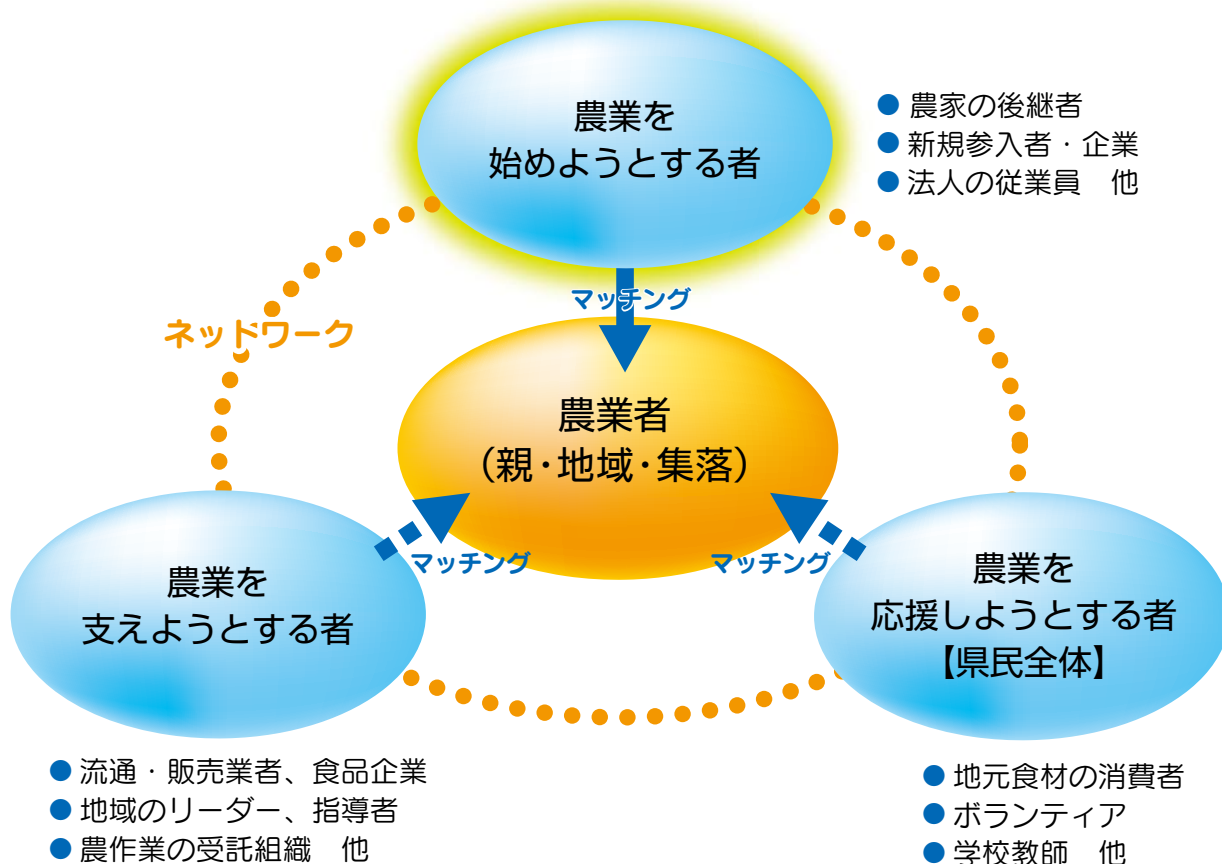 農業を
始めようとする者
● 農家の後継者
● 新規参入者・企業
● 法人の従業員　他
マッチング
ネットワーク
農業者
（親・地域・集落）
マッチング
マッチング
農業を
支えようとする者
農業を
応援しようとする者
【県民全体】
● 流通・販売業者、食品企業
● 地域のリーダー、指導者
● 農作業の受託組織　他
● 地元食材の消費者
● ボランティア
● 学校教師　他